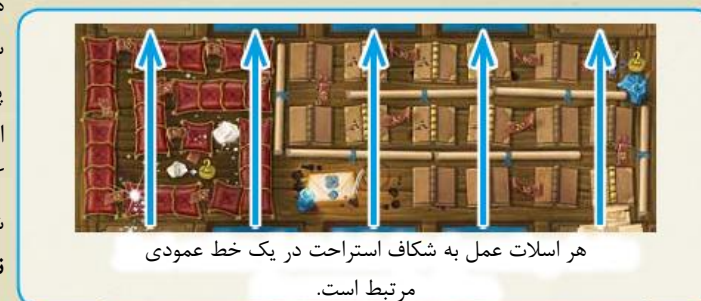 هر اسلات عمل به شکاف استراحت در یک خط عمودی
مرتبط است.